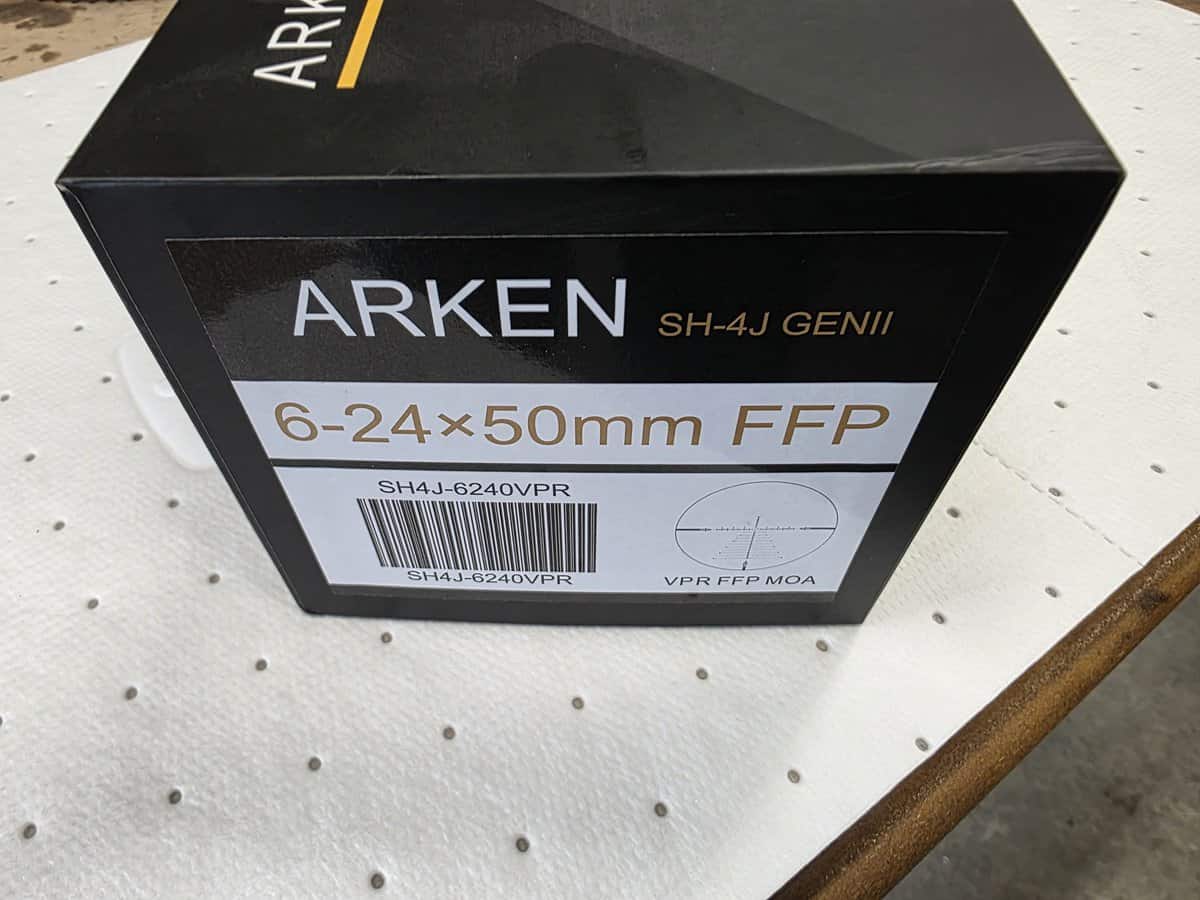 ARK
ARKEN SH-4J GENII
6-24×50mm FFP
SH4J-6240VPR
SH4J-6240VPR
VPR FFP MOA